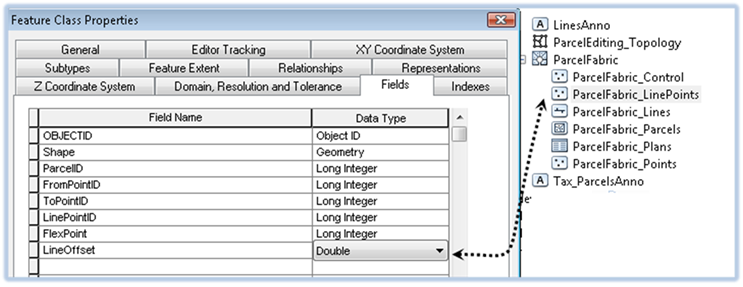 Feature Class Properties
General Editor Tracking XY Coordinate System
Subtypes Feature Extent Relationships Representations
Z Coordinate System Domain, Resolution and Tolerance Fields Indexes
Field Name Data Type
OBJECTID Object ID
Shape Geometry
ParcelID Long Integer
FromPointID Long Integer
ToPointID Long Integer
LinePointID Long Integer
FlexPoint Long Integer
LineOffset Double
A LinesAnno
ParcelEditing_Topology
ParcelFabric
ParcelFabric_Control
ParcelFabric_LinePoints
ParcelFabric_Lines
ParcelFabric_Parcels
ParcelFabric_Plans
ParcelFabric_Points
A Tax_ParcelsAnno